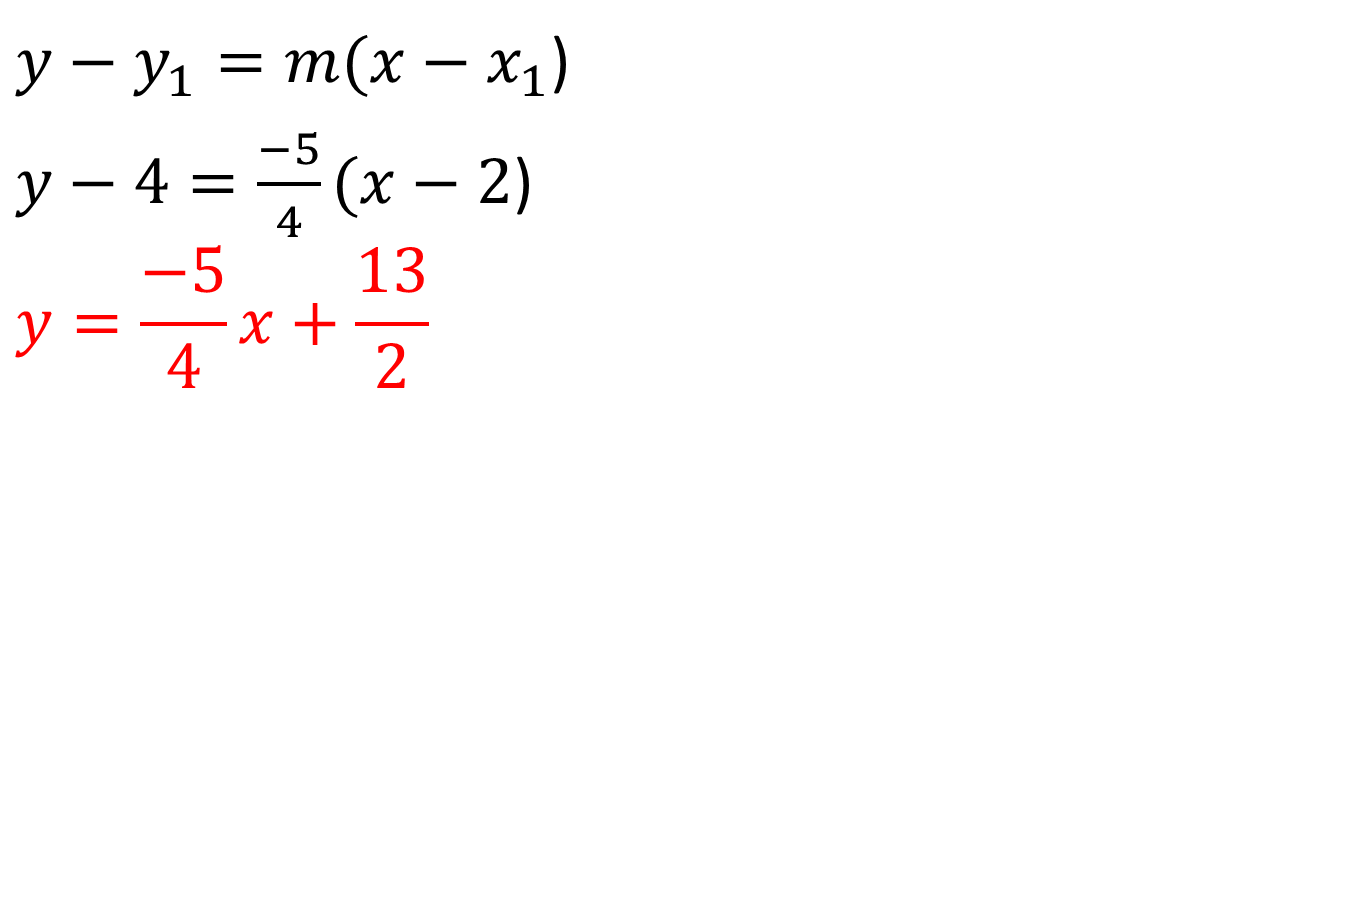 y − y₁ = m(x − x₁)
y − 4 = −5/4 (x − 2)
y = −5/4 x + 13/2